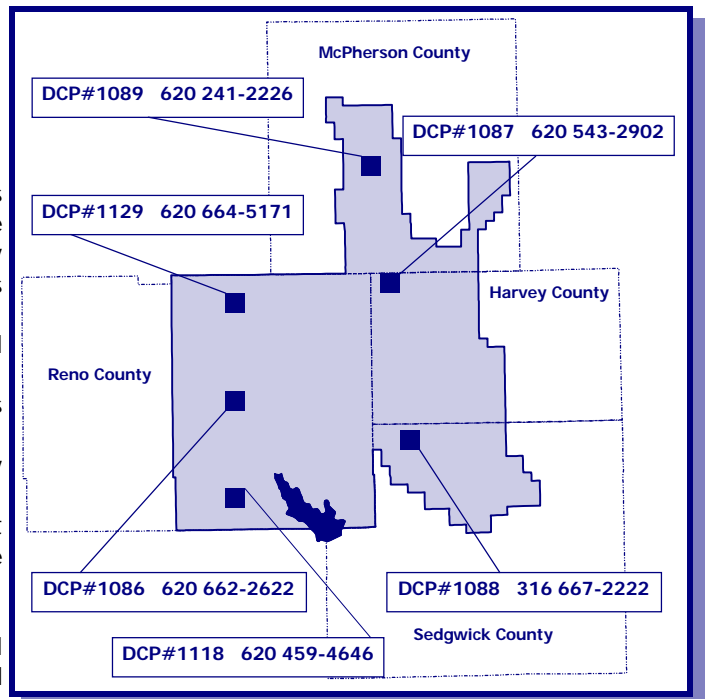 McPherson County
DCP#1089 620 241-2226
DCP#1087 620 543-2902
DCP#1129 620 664-5171
Harvey County
Reno County
DCP#1086 620 662-2622
DCP#1088 316 667-2222
Sedgwick County
DCP#1118 620 459-4646